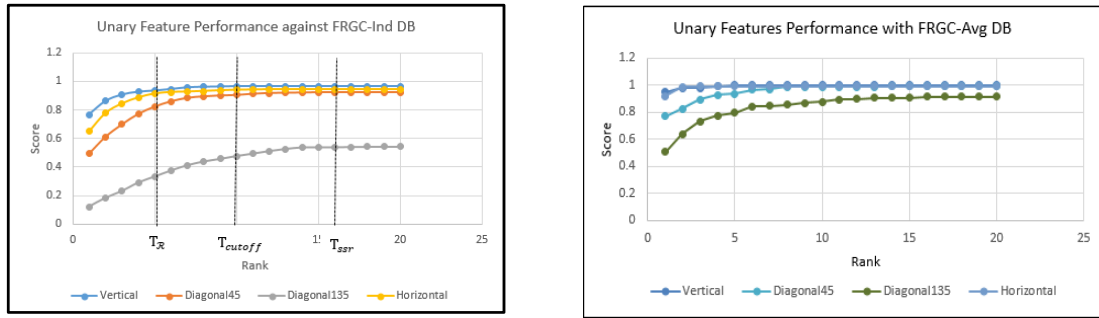 Unary Feature Performance against FRGC-Ind DB
1.2
1
0.8
0.6
0.4
0.2
0
Score
0
T_ℛ
T_cutoff
15
T_ssr
20
25
Rank
Vertical Diagonal45 Diagonal135 Horizontal
Unary Features Performance with FRGC-Avg DB
1.2
1
0.8
0.6
0.4
0.2
0
Score
0 5 10 15 20 25
Rank
Vertical Diagonal45 Diagonal135 Horizontal